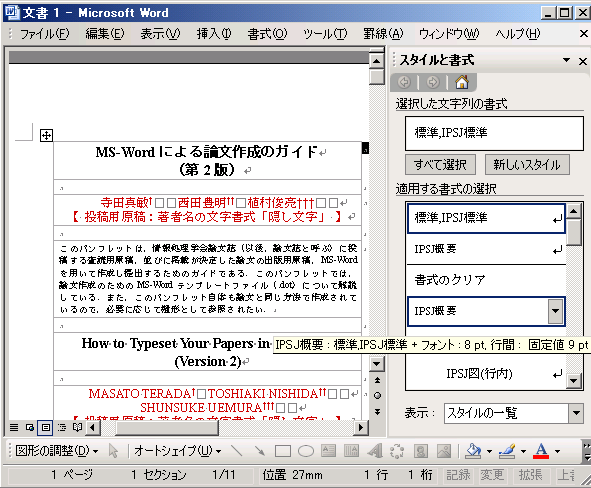 文書 1 - Microsoft Word
ファイル(F) 編集(E) 表示(V) 挿入(I) 書式(O) ツール(T) 罫線(A) ウィンドウ(W) ヘルプ(H)
MS-Word による論文作成のガイド
（第 2 版）
寺田真敏† 西田豊明†† 植村俊亮†††
【 投稿用原稿：著者名の文字書式「隠し文字」 】
このパンフレットは、情報処理学会論文誌（以後、論文誌と呼ぶ）に投
稿する査読用原稿、並びに掲載が決定した論文の出版用原稿、MS-Word
を用いて作成し提出するためのガイドである。このパンフレットでは、
論文作成のための MS-Word テンプレートファイル（.dot）について解説
している。また、このパンフレット自体も論文と同じ方法で作成されて
いるので、必要に応じて雛形として参照されたい。
How to Typeset Your Papers in
(Version 2)
MASATO TERADA† TOSHIAKI NISHIDA††
SHUNSUKE UEMURA†††
スタイルと書式
選択した文字列の書式
標準,IPSJ標準
すべて選択 新しいスタイル
適用する書式の選択
標準,IPSJ標準
IPSJ概要
書式のクリア
IPSJ概要
IPSJ概要 : 標準,IPSJ標準 + フォント : 8 pt, 行間 : 固定値 9 pt
IPSJ図(行内)
表示 : スタイルの一覧
図形の調整(D) オートシェイプ(U)
1 ページ 1 セクション 1/11 位置 27mm 1 行 1 桁 記録 変更 拡張 上書